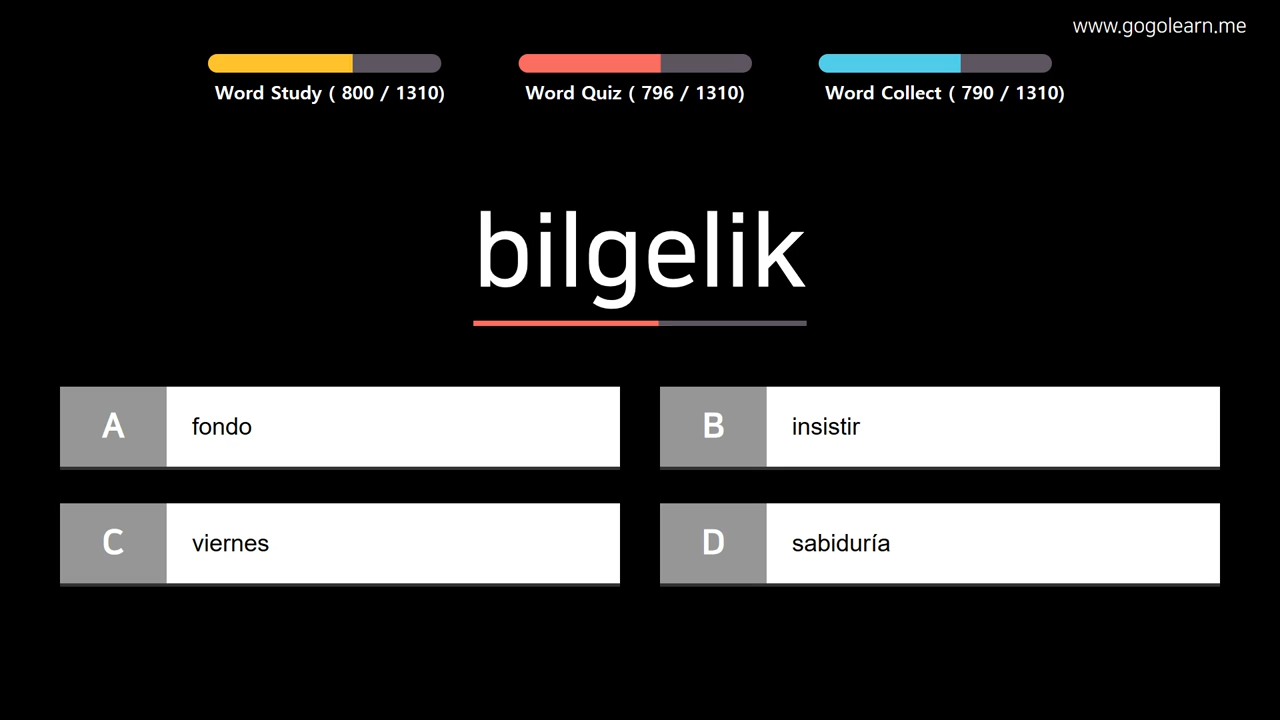 www.gogolearn.me
Word Study ( 800 / 1310)
Word Quiz ( 796 / 1310)
Word Collect ( 790 / 1310)
bilgelik
A fondo
B insistir
C viernes
D sabiduría